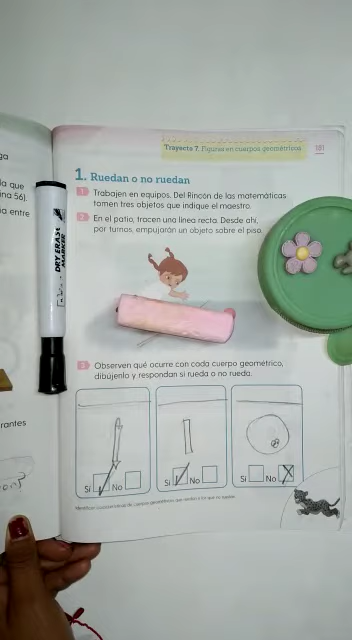 Trayecto 7. Figuras en cuerpos geométricos
181
1. Ruedan o no ruedan
1 Trabajen en equipos. Del Rincón de las matemáticas
tomen tres objetos que indique el maestro.
2 En el patio, tracen una línea recta. Desde ahí,
por turnos, empujarán un objeto sobre el piso.
DRY ERASE
MARKER
3 Observen qué ocurre con cada cuerpo geométrico,
dibújenlo y respondan si rueda o no rueda.
Sí No
Sí No
Sí No
ga
la que
ina 56).
a entre
rantes